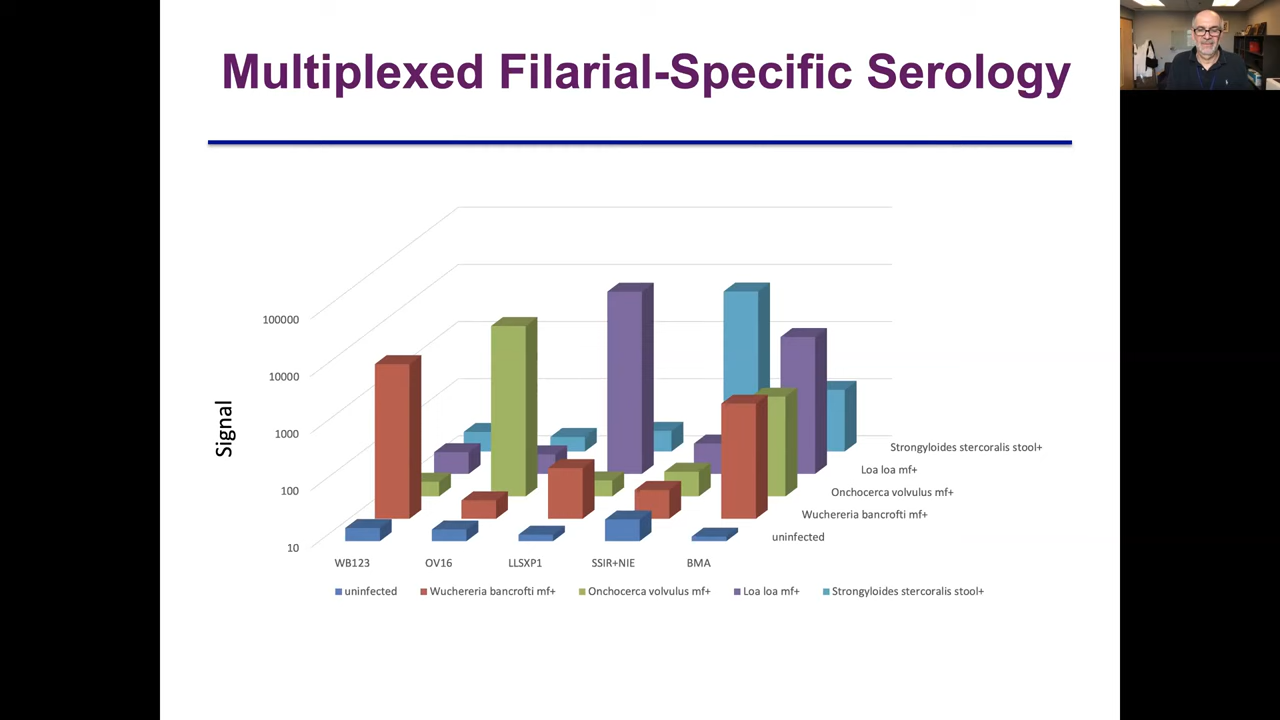 Multiplexed Filarial-Specific Serology
Signal
100000
10000
1000
100
10
Strongyloides stercoralis stool+
Loa loa mf+
Onchocerca volvulus mf+
Wuchereria bancrofti mf+
uninfected
WB123 OV16 LLSXP1 SSIR+NIE BMA
uninfected Wuchereria bancrofti mf+ Onchocerca volvulus mf+ Loa loa mf+ Strongyloides stercoralis stool+